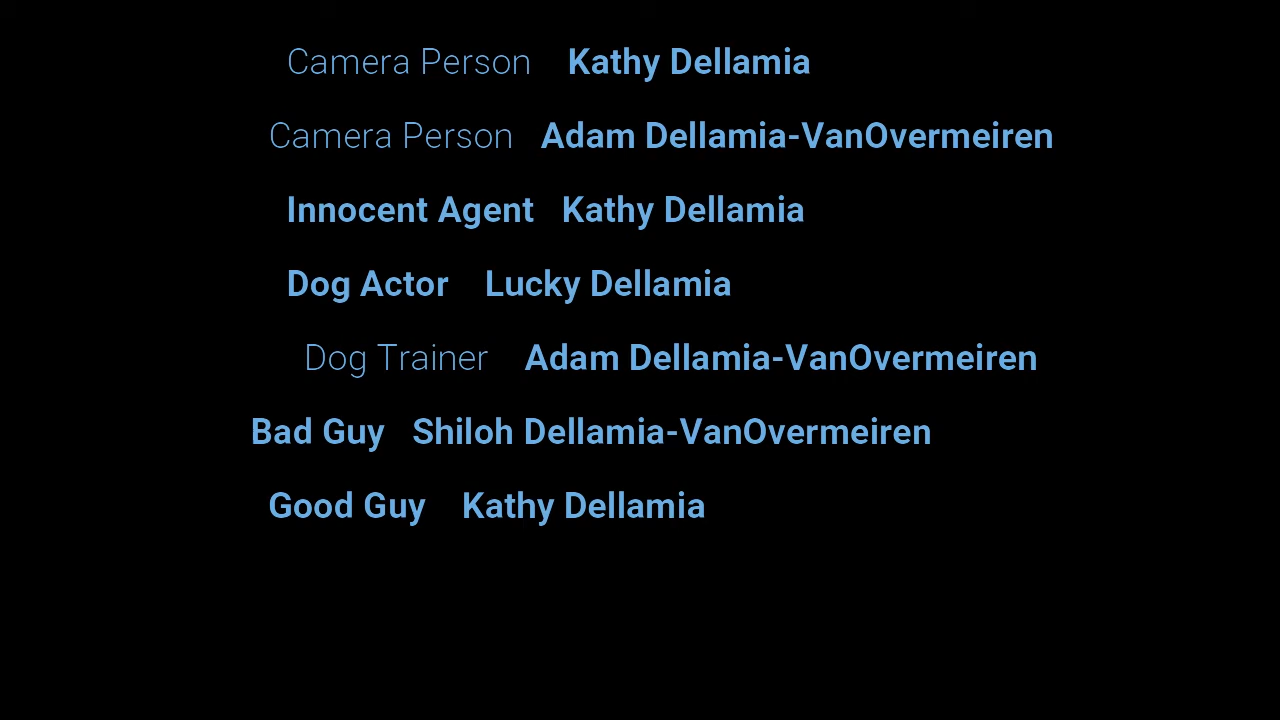 Camera Person Kathy Dellamia
Camera Person Adam Dellamia-VanOvermeiren
Innocent Agent Kathy Dellamia
Dog Actor Lucky Dellamia
Dog Trainer Adam Dellamia-VanOvermeiren
Bad Guy Shiloh Dellamia-VanOvermeiren
Good Guy Kathy Dellamia